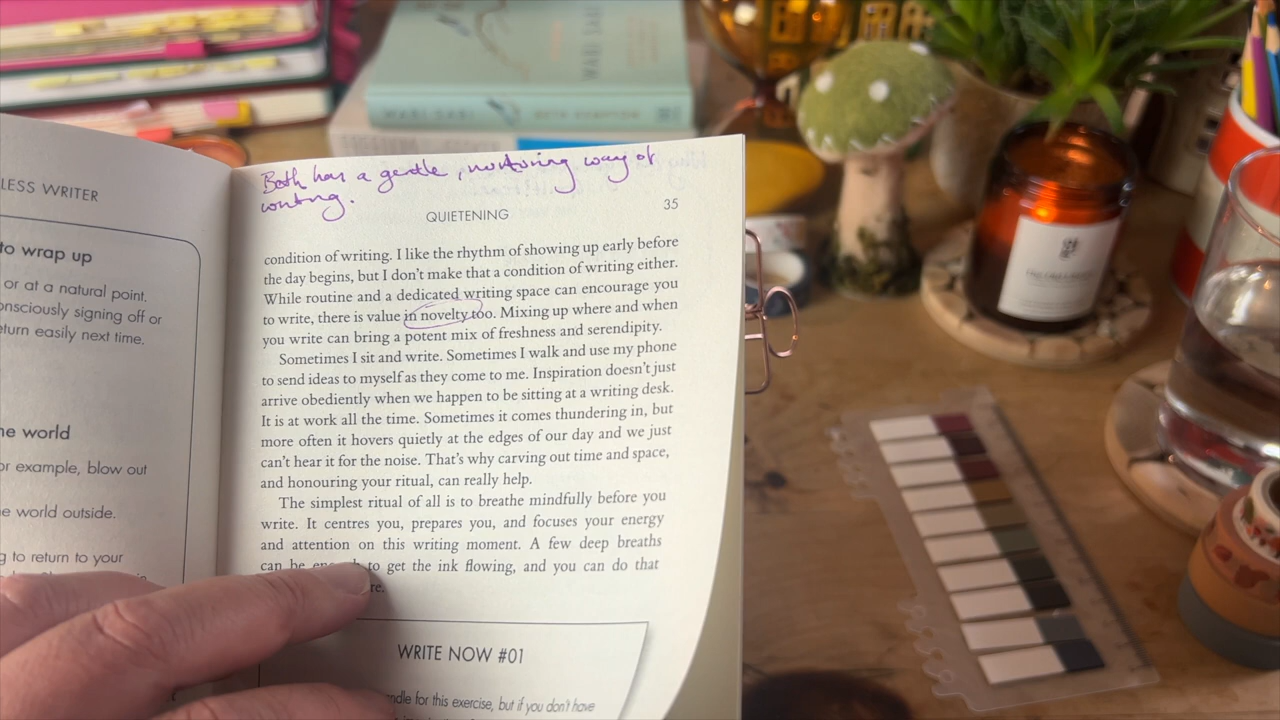 LESS WRITER
to wrap up
or at a natural point.
onsciously signing off or
eturn easily next time.
he world
or example, blow out
e world outside.
g to return to your
Both has a gentle, nurturing way of
writing.
QUIETENING
35
condition of writing. I like the rhythm of showing up early before
the day begins, but I don't make that a condition of writing either.
While routine and a dedicated writing space can encourage you
to write, there is value in novelty too. Mixing up where and when
you write can bring a potent mix of freshness and serendipity.
Sometimes I sit and write. Sometimes I walk and use my phone
to send ideas to myself as they come to me. Inspiration doesn't just
arrive obediently when we happen to be sitting at a writing desk.
It is at work all the time. Sometimes it comes thundering in, but
more often it hovers quietly at the edges of our day and we just
can't hear it for the noise. That's why carving out time and space,
and honouring your ritual, can really help.
The simplest ritual of all is to breathe mindfully before you
write. It centres you, prepares you, and focuses your energy
and attention on this writing moment. A few deep breaths
can be to get the ink flowing, and you can do that
re.
WRITE NOW #01
ndle for this exercise, but if you don't have